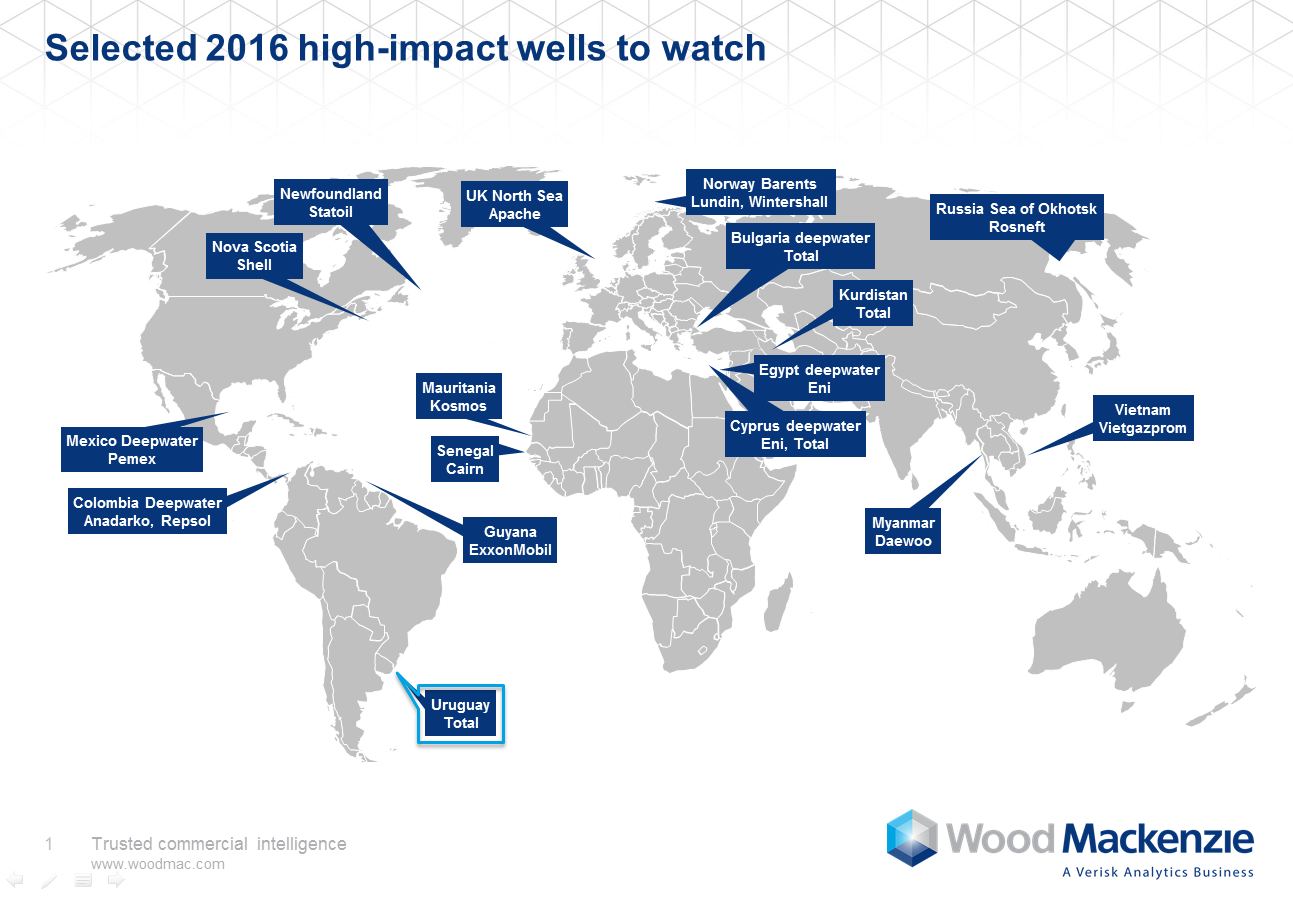 Selected 2016 high-impact wells to watch
Newfoundland
Statoil
UK North Sea
Apache
Norway Barents
Lundin, Wintershall
Russia Sea of Okhotsk
Rosneft
Nova Scotia
Shell
Bulgaria deepwater
Total
Kurdistan
Total
Egypt deepwater
Eni
Mauritania
Kosmos
Cyprus deepwater
Eni, Total
Vietnam
Vietgazprom
Mexico Deepwater
Pemex
Senegal
Cairn
Colombia Deepwater
Anadarko, Repsol
Guyana
ExxonMobil
Myanmar
Daewoo
Uruguay
Total
1 Trusted commercial intelligence
www.woodmac.com
Wood Mackenzie
A Verisk Analytics Business